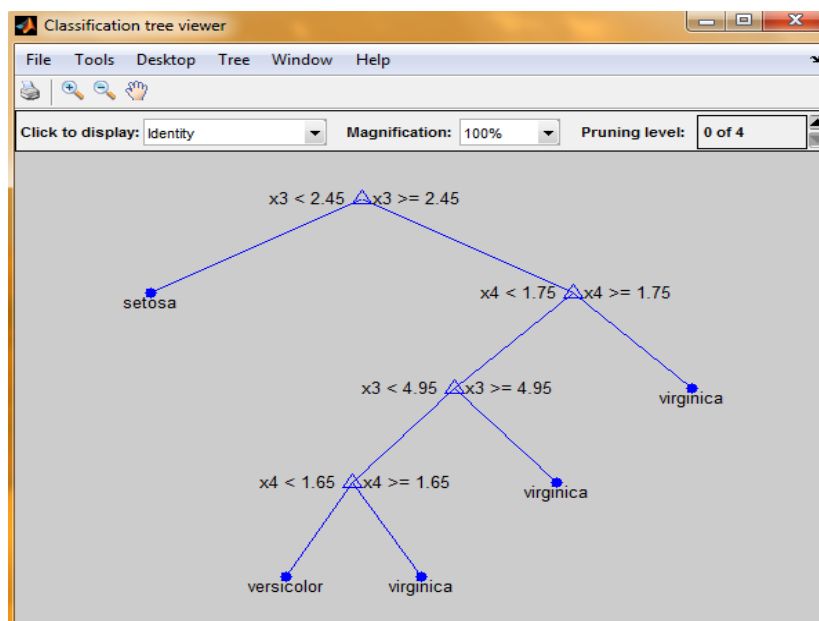 Classification tree viewer
File Tools Desktop Tree Window Help
Click to display: Identity Magnification: 100% Pruning level: 0 of 4
x3 < 2.45 x3 >= 2.45
setosa
x4 < 1.75 x4 >= 1.75
x3 < 4.95 x3 >= 4.95
virginica
x4 < 1.65 x4 >= 1.65
virginica
versicolor virginica